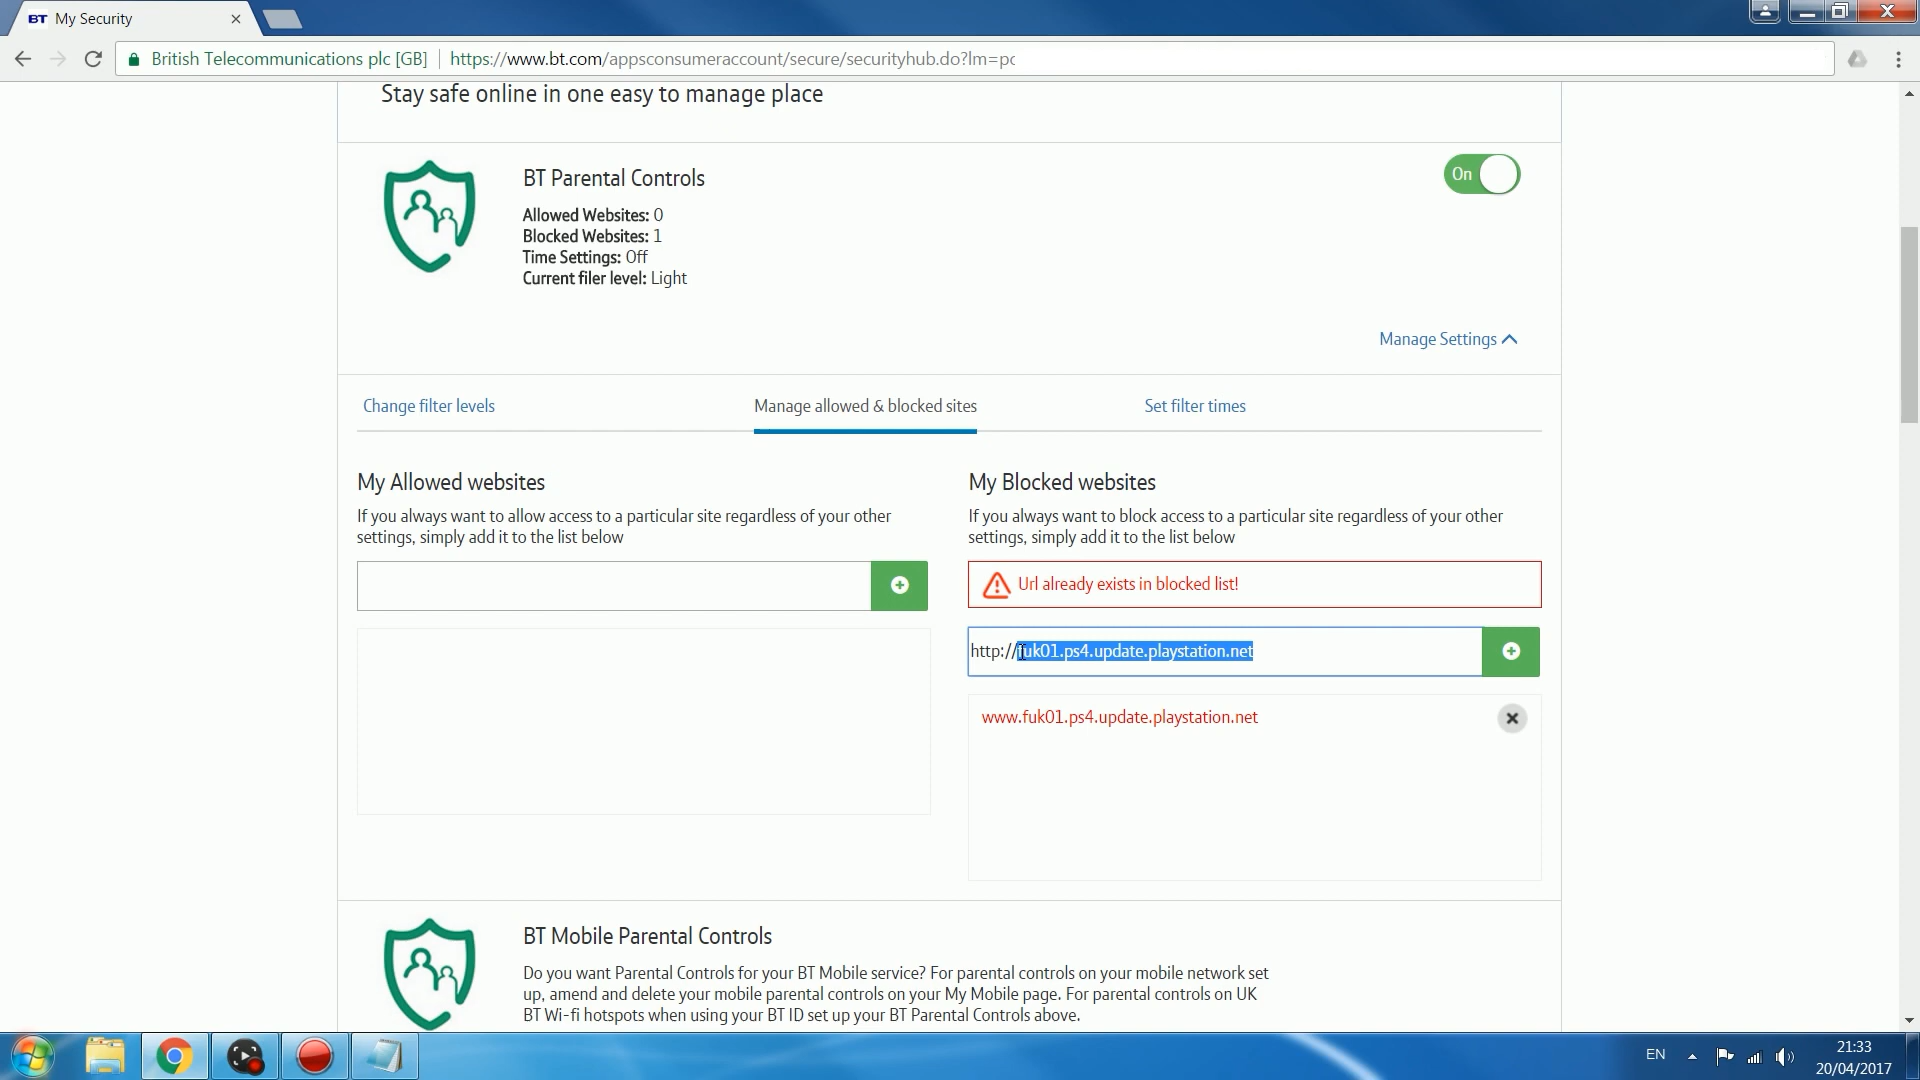 BT My Security
British Telecommunications plc [GB] https://www.bt.com/appsconsumeraccount/secure/securityhub.do?lm=pc
Stay safe online in one easy to manage place
BT Parental Controls
On
Allowed Websites: 0
Blocked Websites: 1
Time Settings: Off
Current filer level: Light
Manage Settings
Change filter levels
Manage allowed & blocked sites
Set filter times
My Allowed websites
If you always want to allow access to a particular site regardless of your other
settings, simply add it to the list below
My Blocked websites
If you always want to block access to a particular site regardless of your other
settings, simply add it to the list below
Url already exists in blocked list!
http://fuk01.ps4.update.playstation.net
www.fuk01.ps4.update.playstation.net
BT Mobile Parental Controls
Do you want Parental Controls for your BT Mobile service? For parental controls on your mobile network set
up, amend and delete your mobile parental controls on your My Mobile page. For parental controls on UK
BT Wi-fi hotspots when using your BT ID set up your BT Parental Controls above.
EN
21:33
20/04/2017